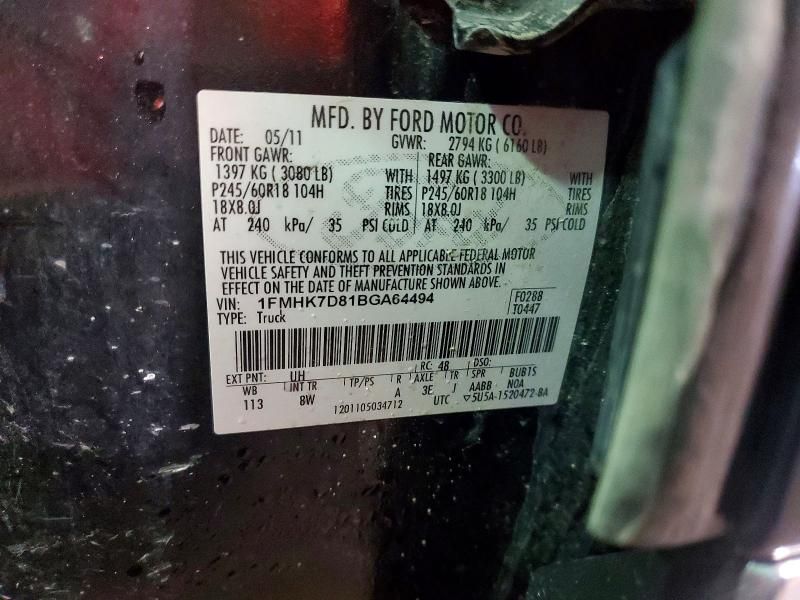 MFD. BY FORD MOTOR CO.
DATE: 05/11 GVWR: 2794 KG ( 6160 LB)
FRONT GAWR: REAR GAWR:
1397 KG ( 3080 LB) WITH 1497 KG ( 3300 LB) WITH
P245/60R18 104H TIRES P245/60R18 104H TIRES
18X8.0J RIMS 18X8.0J RIMS
AT 240 kPa/ 35 PSI COLD AT 240 kPa/ 35 PSI COLD
THIS VEHICLE CONFORMS TO ALL APPLICABLE FEDERAL MOTOR
VEHICLE SAFETY AND THEFT PREVENTION STANDARDS IN
EFFECT ON THE DATE OF MANUFACTURE SHOWN ABOVE.
VIN: 1FMHK7D81BGA64494 F0288
TYPE: Truck T0447
EXT PNT: UH RC: 48 DSO:
WB INT TR TP/PS R AXLE TR SPR BUB1S
113 8W A 3E J AABB N0A
1201105034712 UTC ▽5U5A-1520472-BA